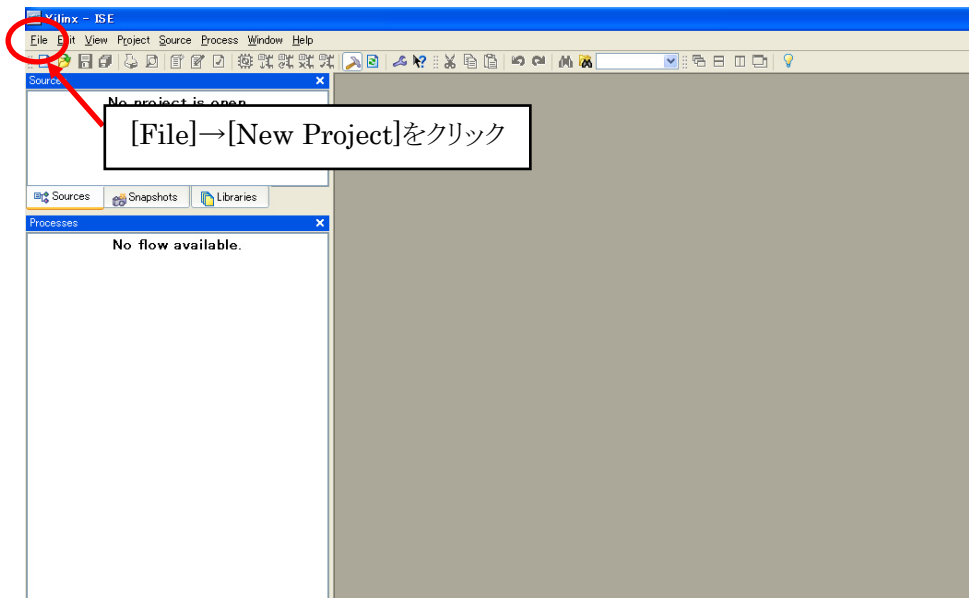 Xilinx - ISE
File Edit View Project Source Process Window Help
Sources
No project is open
[File]→[New Project]をクリック
Sources Snapshots Libraries
Processes
No flow available.